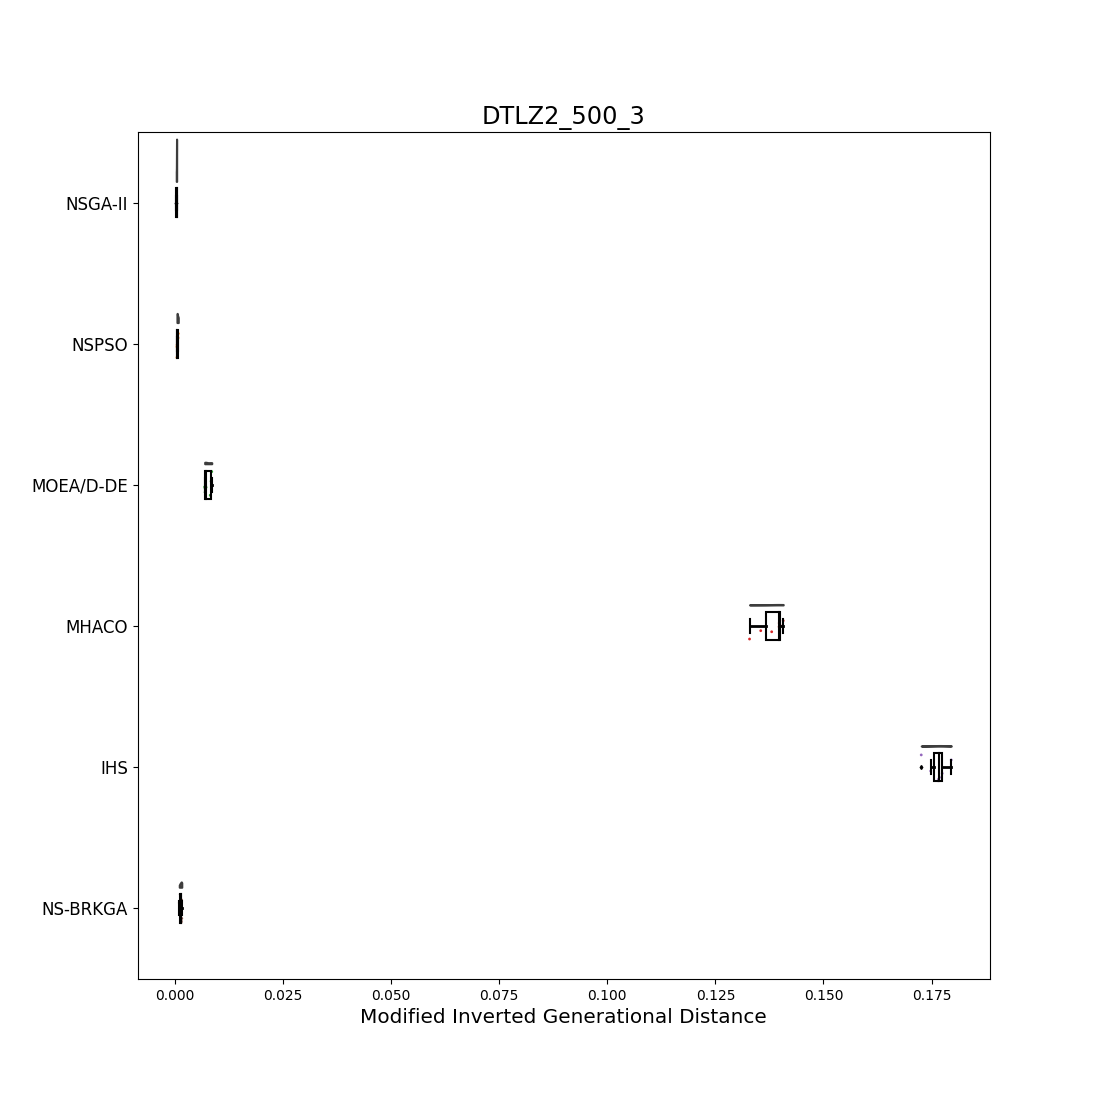 DTLZ2_500_3
NSGA-II
NSPSO
MOEA/D-DE
MHACO
IHS
NS-BRKGA
0.000 0.025 0.050 0.075 0.100 0.125 0.150 0.175
Modified Inverted Generational Distance